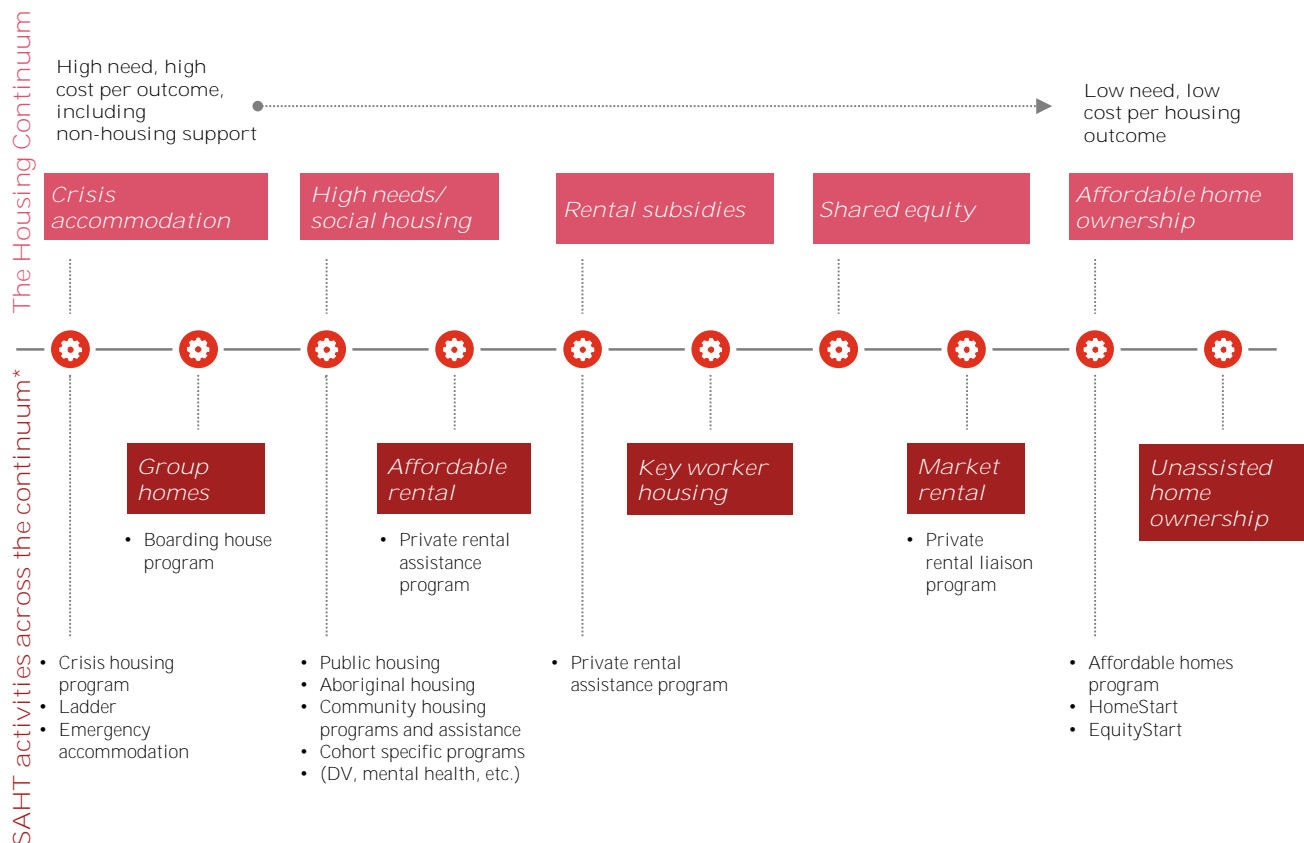 The Housing Continuum
High need, high
cost per outcome,
including
non-housing support
Low need, low
cost per housing
outcome
Crisis
accommodation
High needs/
social housing
Rental subsidies
Shared equity
Affordable home
ownership
SAHT activities across the continuum*
Group
homes
• Boarding house
program
Affordable
rental
• Private rental
assistance
program
Key worker
housing
Market
rental
• Private
rental liaison
program
Unassisted
home
ownership
• Crisis housing
program
• Ladder
• Emergency
accommodation
• Public housing
• Aboriginal housing
• Community housing
programs and assistance
• Cohort specific programs
• (DV, mental health, etc.)
• Private rental
assistance program
• Affordable homes
program
• HomeStart
• EquityStart